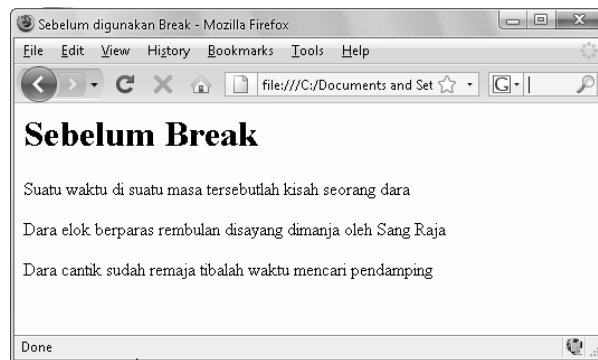 Sebelum digunakan Break - Mozilla Firefox
File Edit View History Bookmarks Tools Help
file:///C:/Documents and Set G
Sebelum Break
Suatu waktu di suatu masa tersebutlah kisah seorang dara
Dara elok berparas rembulan disayang dimanja oleh Sang Raja
Dara cantik sudah remaja tibalah waktu mencari pendamping
Done